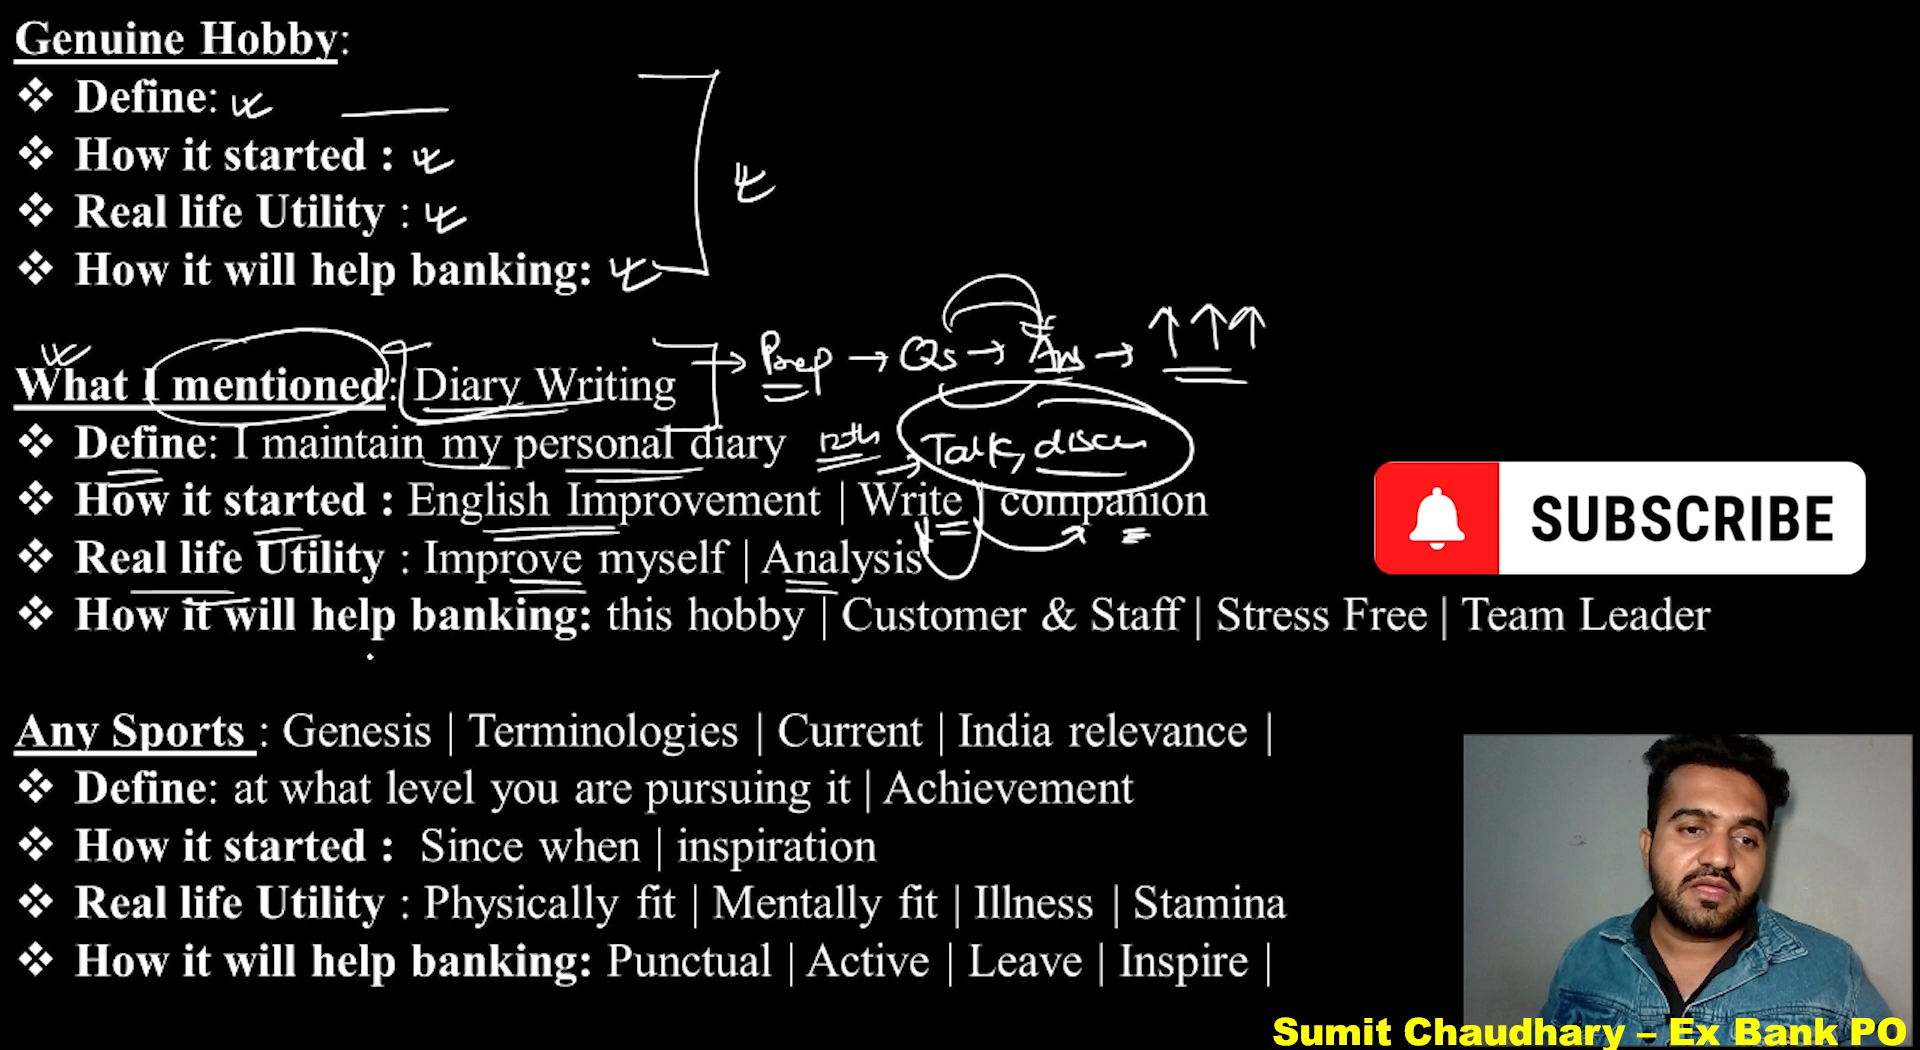 Genuine Hobby:
❖ Define:
❖ How it started :
❖ Real life Utility :
❖ How it will help banking:
What I mentioned: Diary Writing → Prep → Qs → Ans → ↑↑↑
❖ Define: I maintain my personal diary 12th Talk, discu
❖ How it started : English Improvement | Write | companion
SUBSCRIBE
❖ Real life Utility : Improve myself | Analysis
❖ How it will help banking: this hobby | Customer & Staff | Stress Free | Team Leader
Any Sports : Genesis | Terminologies | Current | India relevance |
❖ Define: at what level you are pursuing it | Achievement
❖ How it started : Since when | inspiration
❖ Real life Utility : Physically fit | Mentally fit | Illness | Stamina
❖ How it will help banking: Punctual | Active | Leave | Inspire |
Sumit Chaudhary – Ex Bank PO